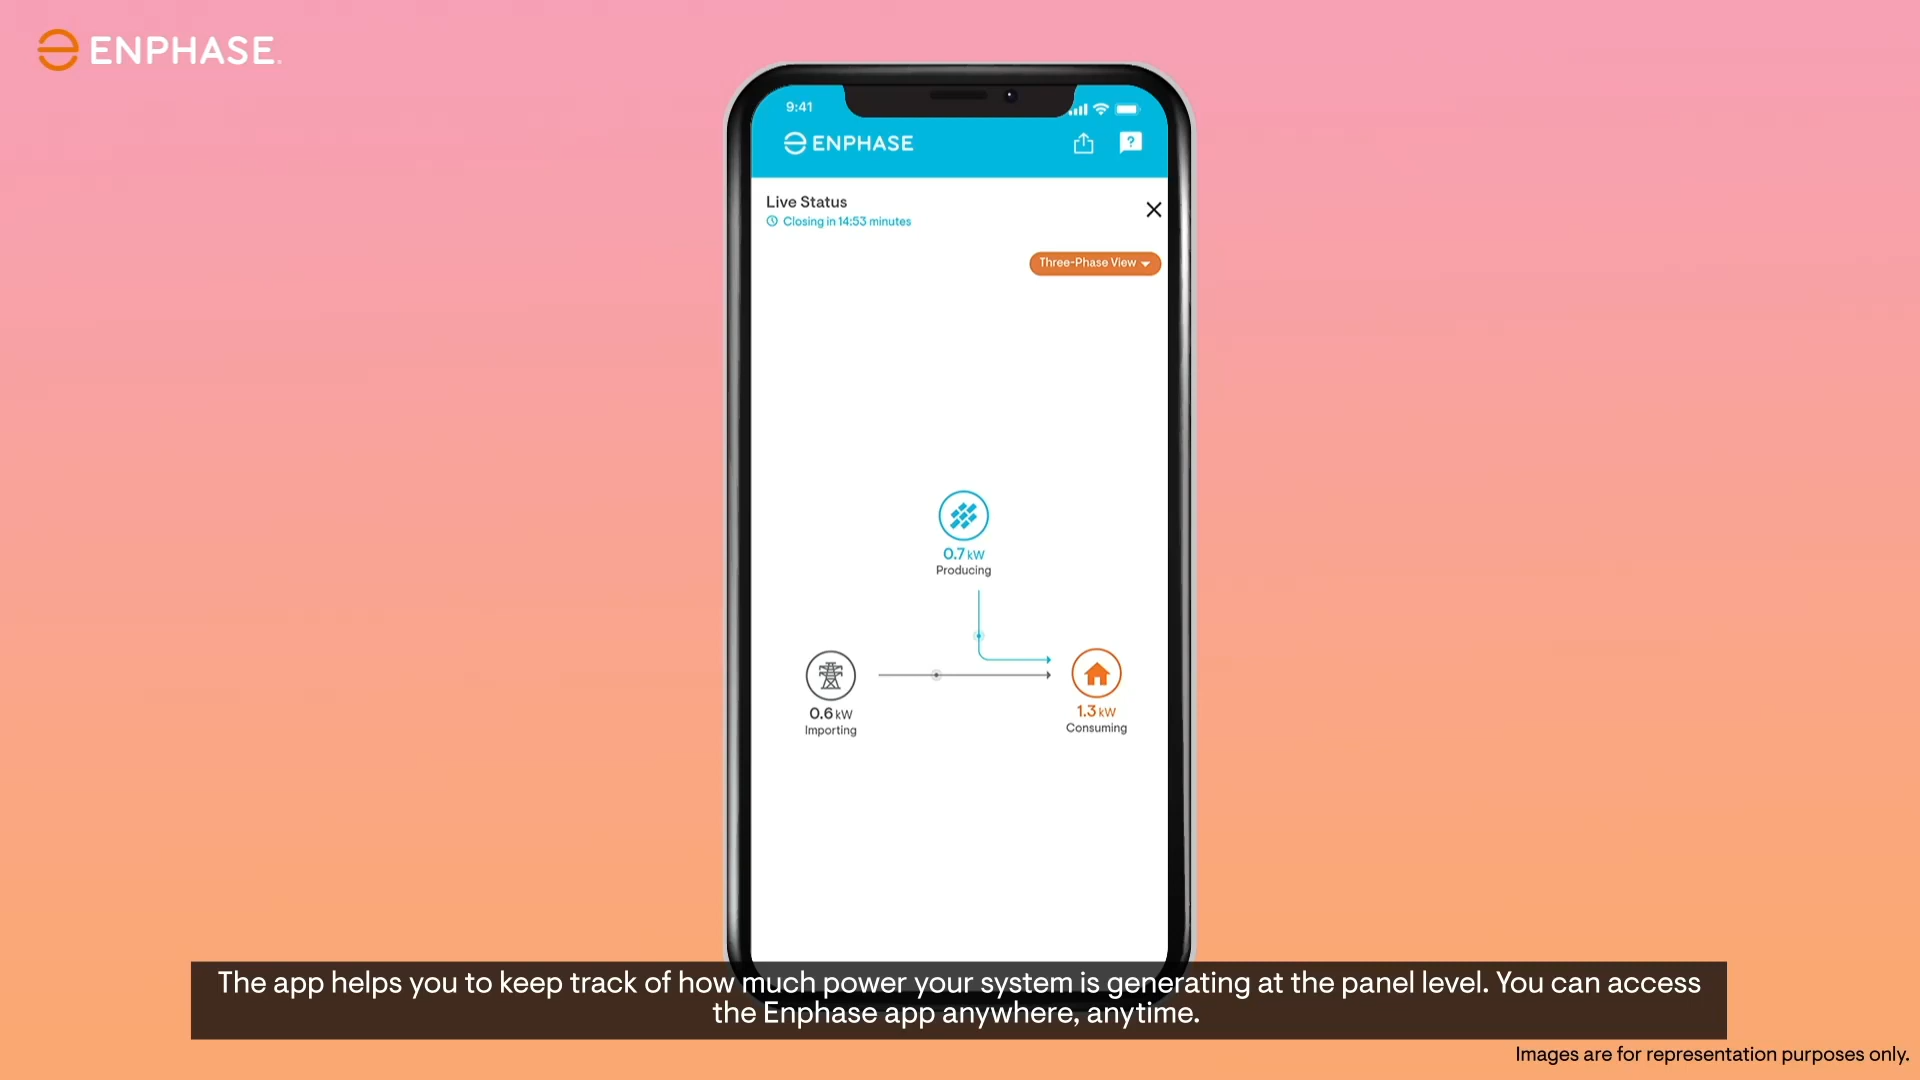 ENPHASE.
9:41
ENPHASE
?
Live Status
Closing in 14:53 minutes
Three-Phase View
0.7 kW
Producing
0.6 kW
Importing
1.3 kW
Consuming
The app helps you to keep track of how much power your system is generating at the panel level. You can access
the Enphase app anywhere, anytime.
Images are for representation purposes only.